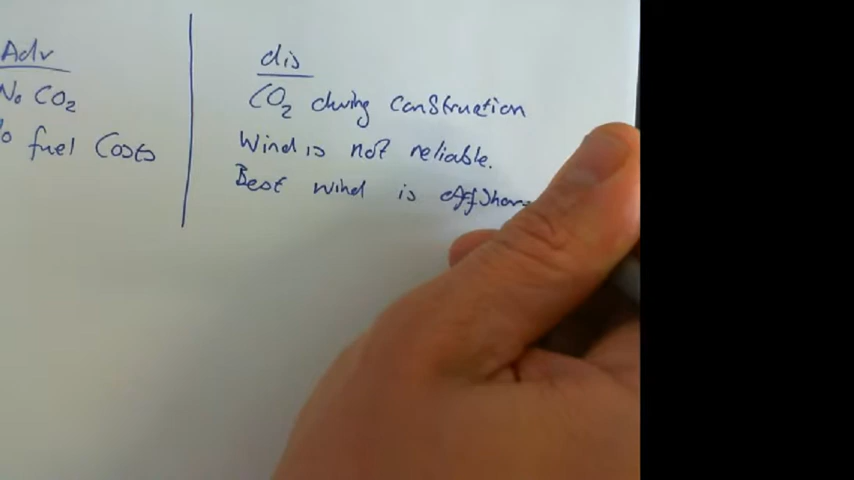 Adv
No CO2
fuel Costs
dis
CO2 during construction
Wind is not reliable.
Best wind is